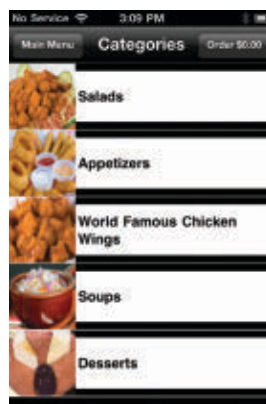 No Service 3:09 PM
Main Menu Categories Order $0.00
Salads
Appetizers
World Famous Chicken
Wings
Soups
Desserts